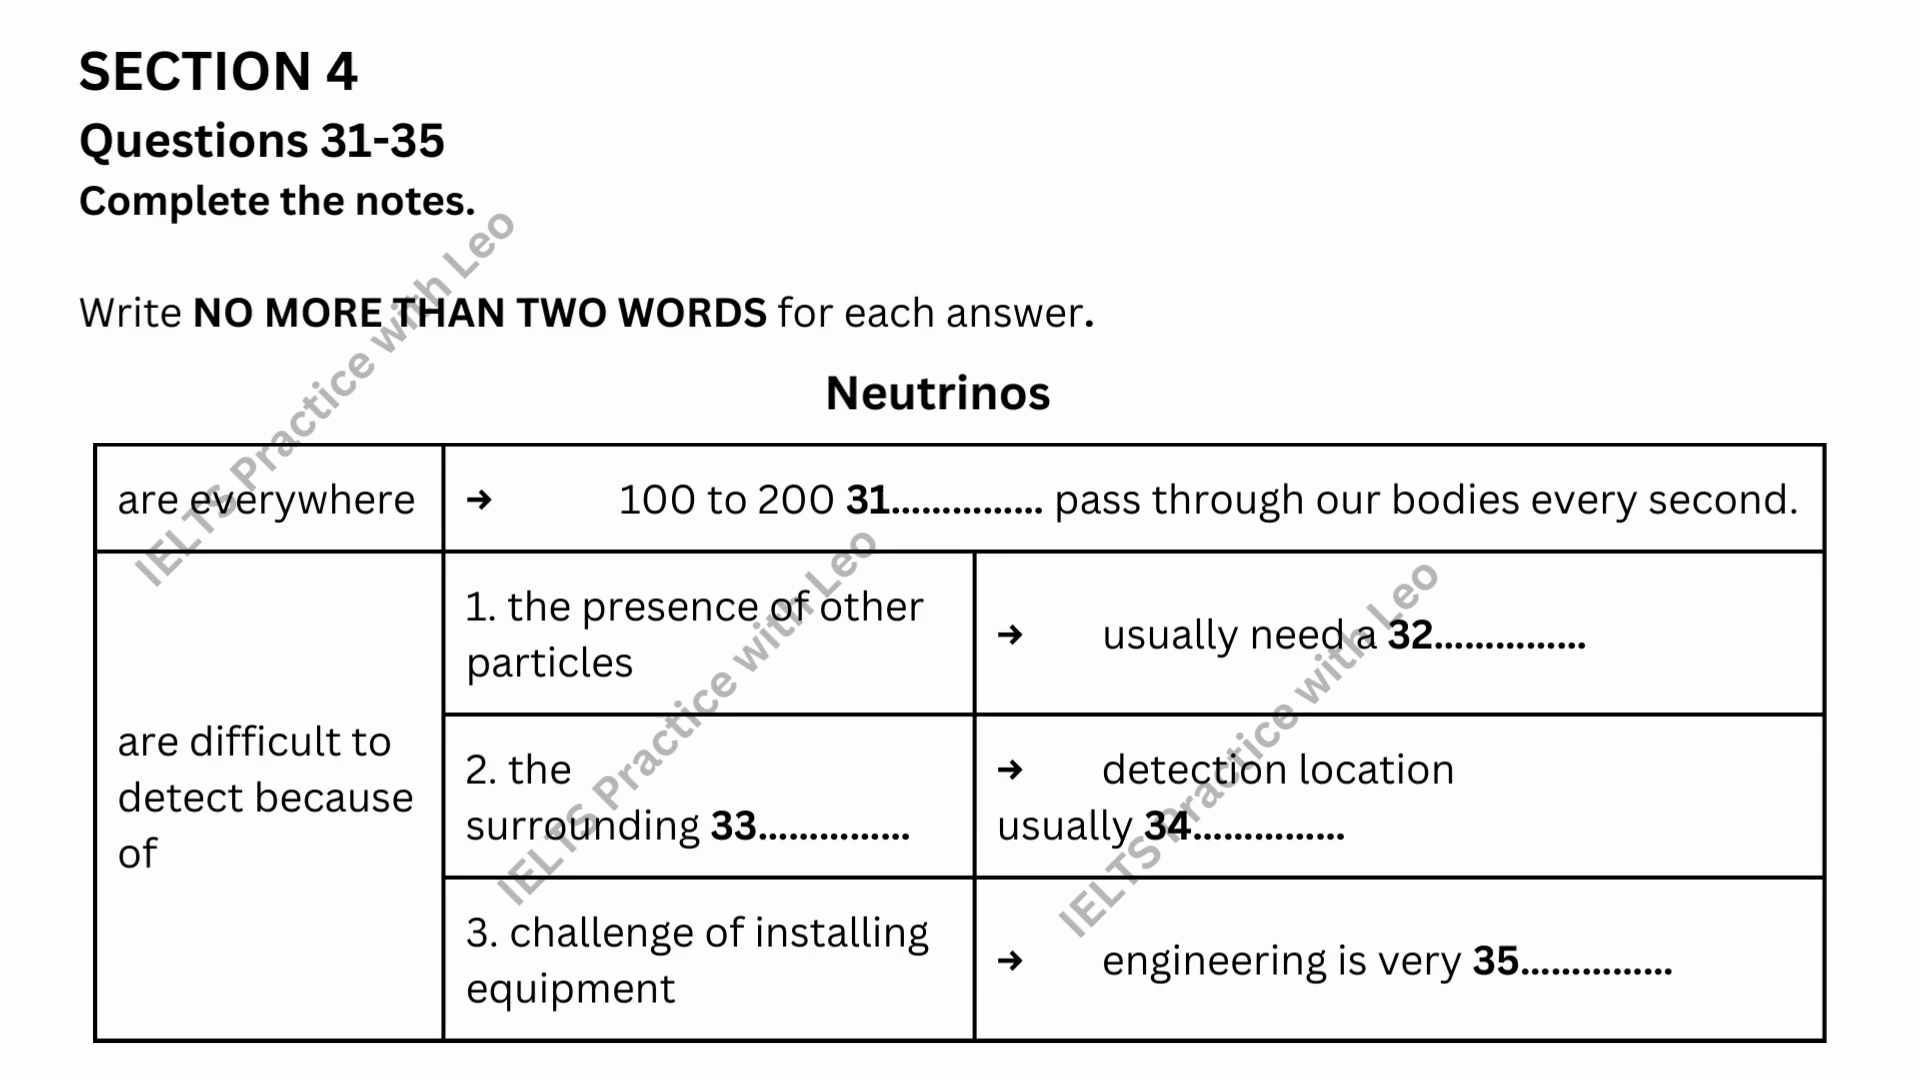 SECTION 4
Questions 31-35
Complete the notes.
Write NO MORE THAN TWO WORDS for each answer.
Neutrinos
are everywhere
→ 100 to 200 31............... pass through our bodies every second.
are difficult to
detect because
of
1. the presence of other
particles
→ usually need a 32...............
2. the
surrounding 33...............
→ detection location
usually 34...............
3. challenge of installing
equipment
→ engineering is very 35...............
IELTS Practice with Leo
IELTS Practice with Leo
IELTS Practice with Leo